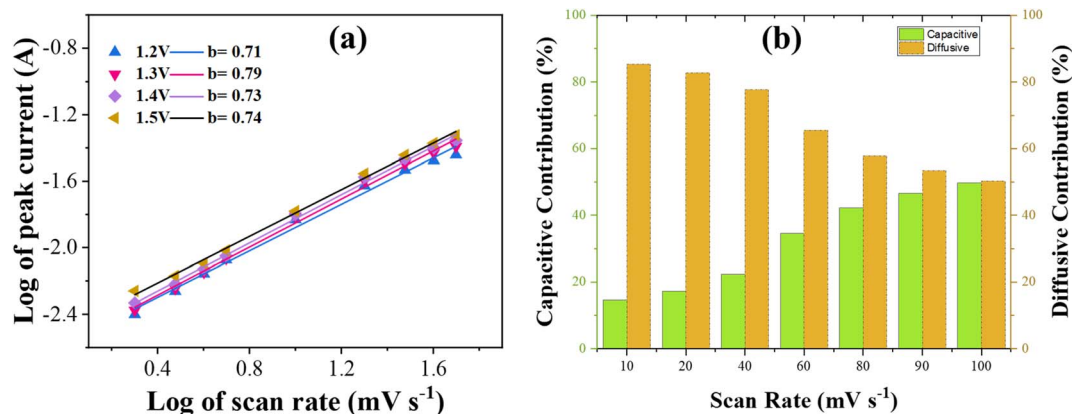 (a)
Log of peak current (A)
-0.8
-1.2
-1.6
-2.0
-2.4
1.2V b= 0.71
1.3V b= 0.79
1.4V b= 0.73
1.5V b= 0.74
0.4 0.8 1.2 1.6
Log of scan rate (mV s⁻¹)
(b)
Capacitive Contribution (%)
100
80
60
40
20
0
Capacitive
Diffusive
100
80
60
40
20
0
Diffusive Contribution (%)
10 20 40 60 80 90 100
Scan Rate (mV s⁻¹)